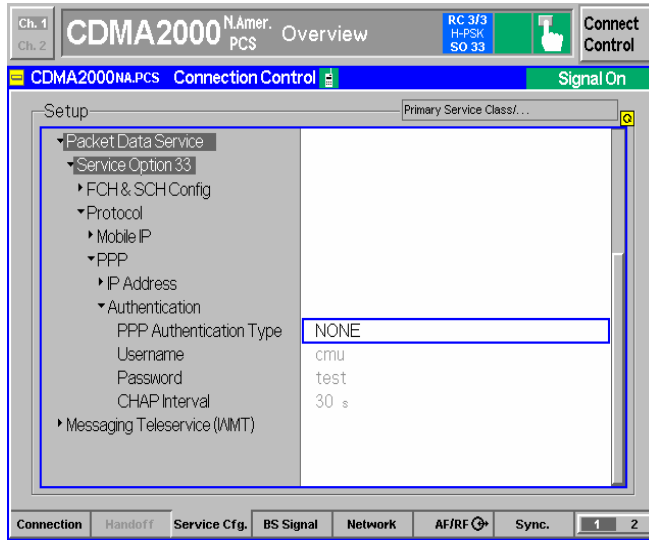 Ch. 1
Ch. 2
CDMA2000 N.Amer. PCS Overview
RC 3/3
H-PSK
SO 33
Connect Control
CDMA2000NA.PCS Connection Control
Signal On
Setup
Primary Service Class/...
Q
Packet Data Service
Service Option 33
FCH & SCH Config
Protocol
Mobile IP
PPP
IP Address
Authentication
PPP Authentication Type NONE
Username cmu
Password test
CHAP Interval 30 s
Messaging Teleservice (WMT)
Connection Handoff Service Cfg. BS Signal Network AF/RF Sync. 1 2